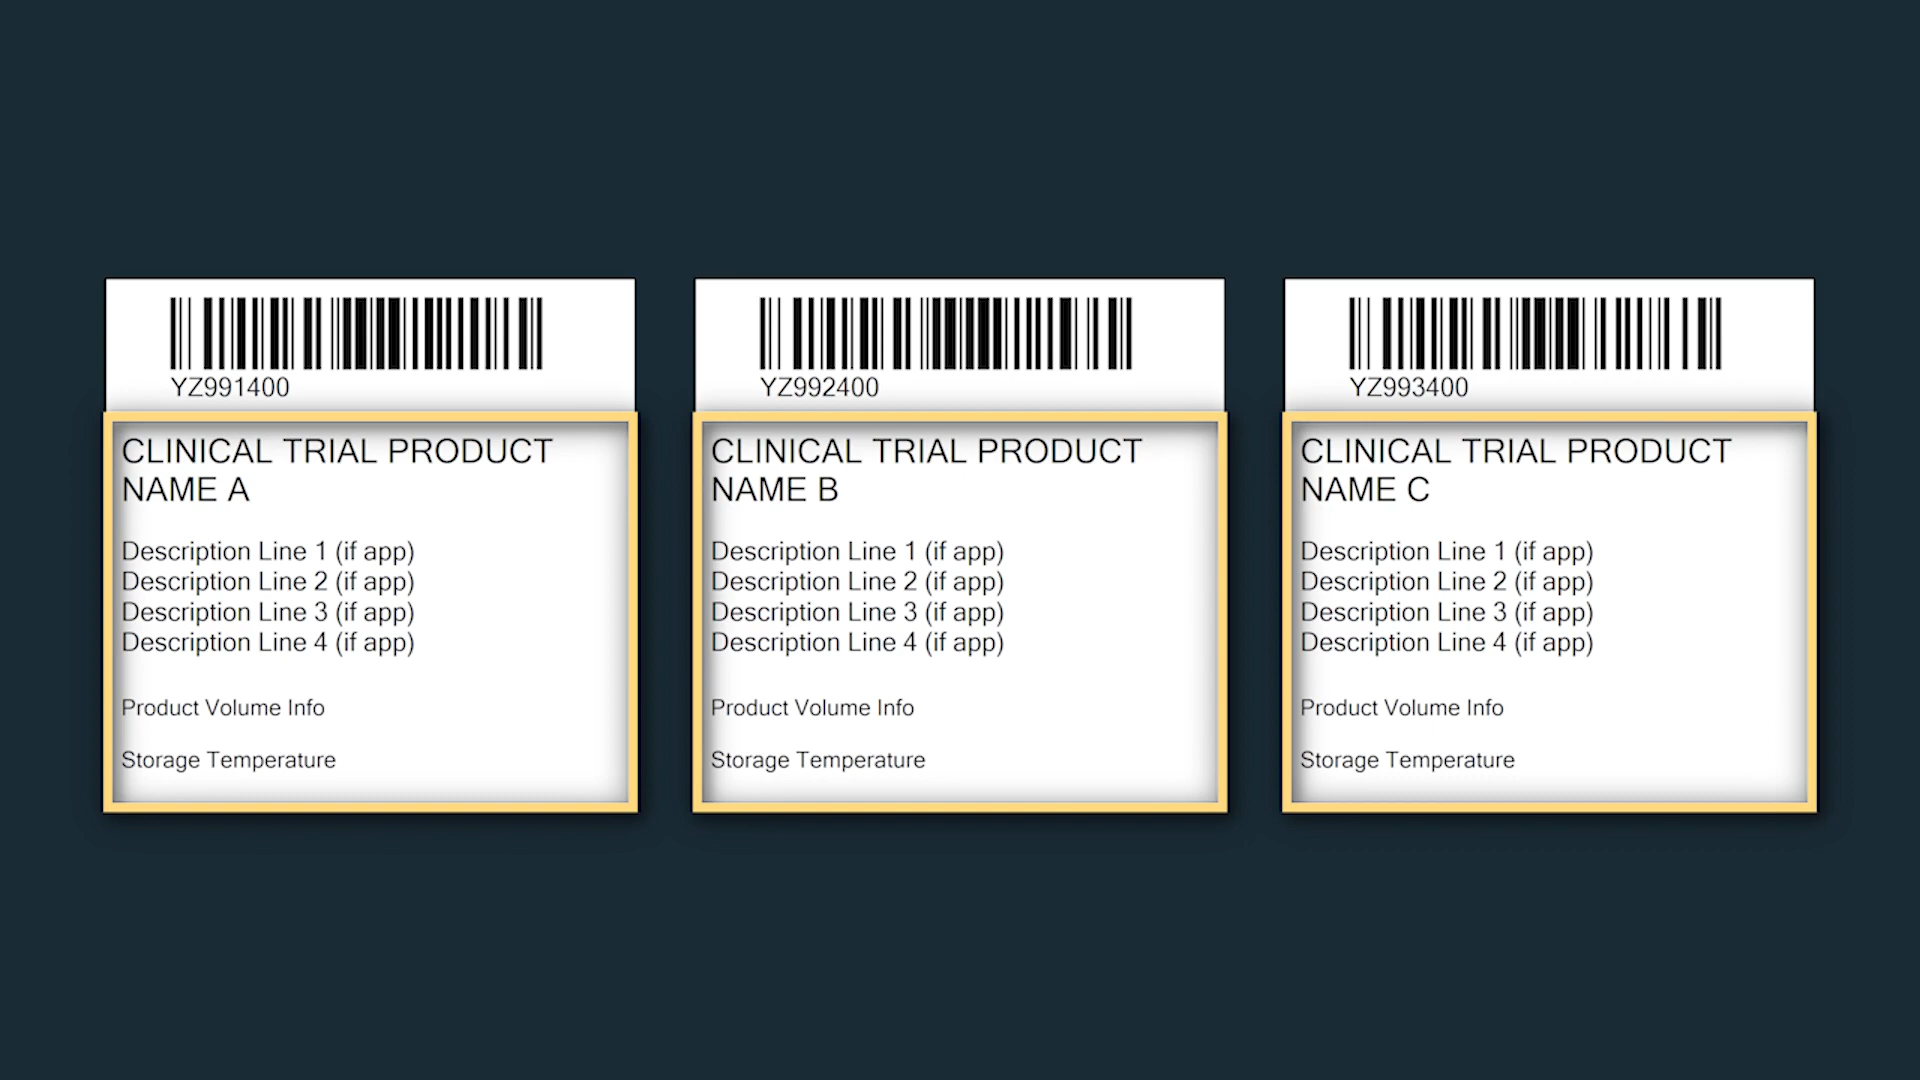 YZ991400
CLINICAL TRIAL PRODUCT
NAME A
Description Line 1 (if app)
Description Line 2 (if app)
Description Line 3 (if app)
Description Line 4 (if app)
Product Volume Info
Storage Temperature
YZ992400
CLINICAL TRIAL PRODUCT
NAME B
Description Line 1 (if app)
Description Line 2 (if app)
Description Line 3 (if app)
Description Line 4 (if app)
Product Volume Info
Storage Temperature
YZ993400
CLINICAL TRIAL PRODUCT
NAME C
Description Line 1 (if app)
Description Line 2 (if app)
Description Line 3 (if app)
Description Line 4 (if app)
Product Volume Info
Storage Temperature